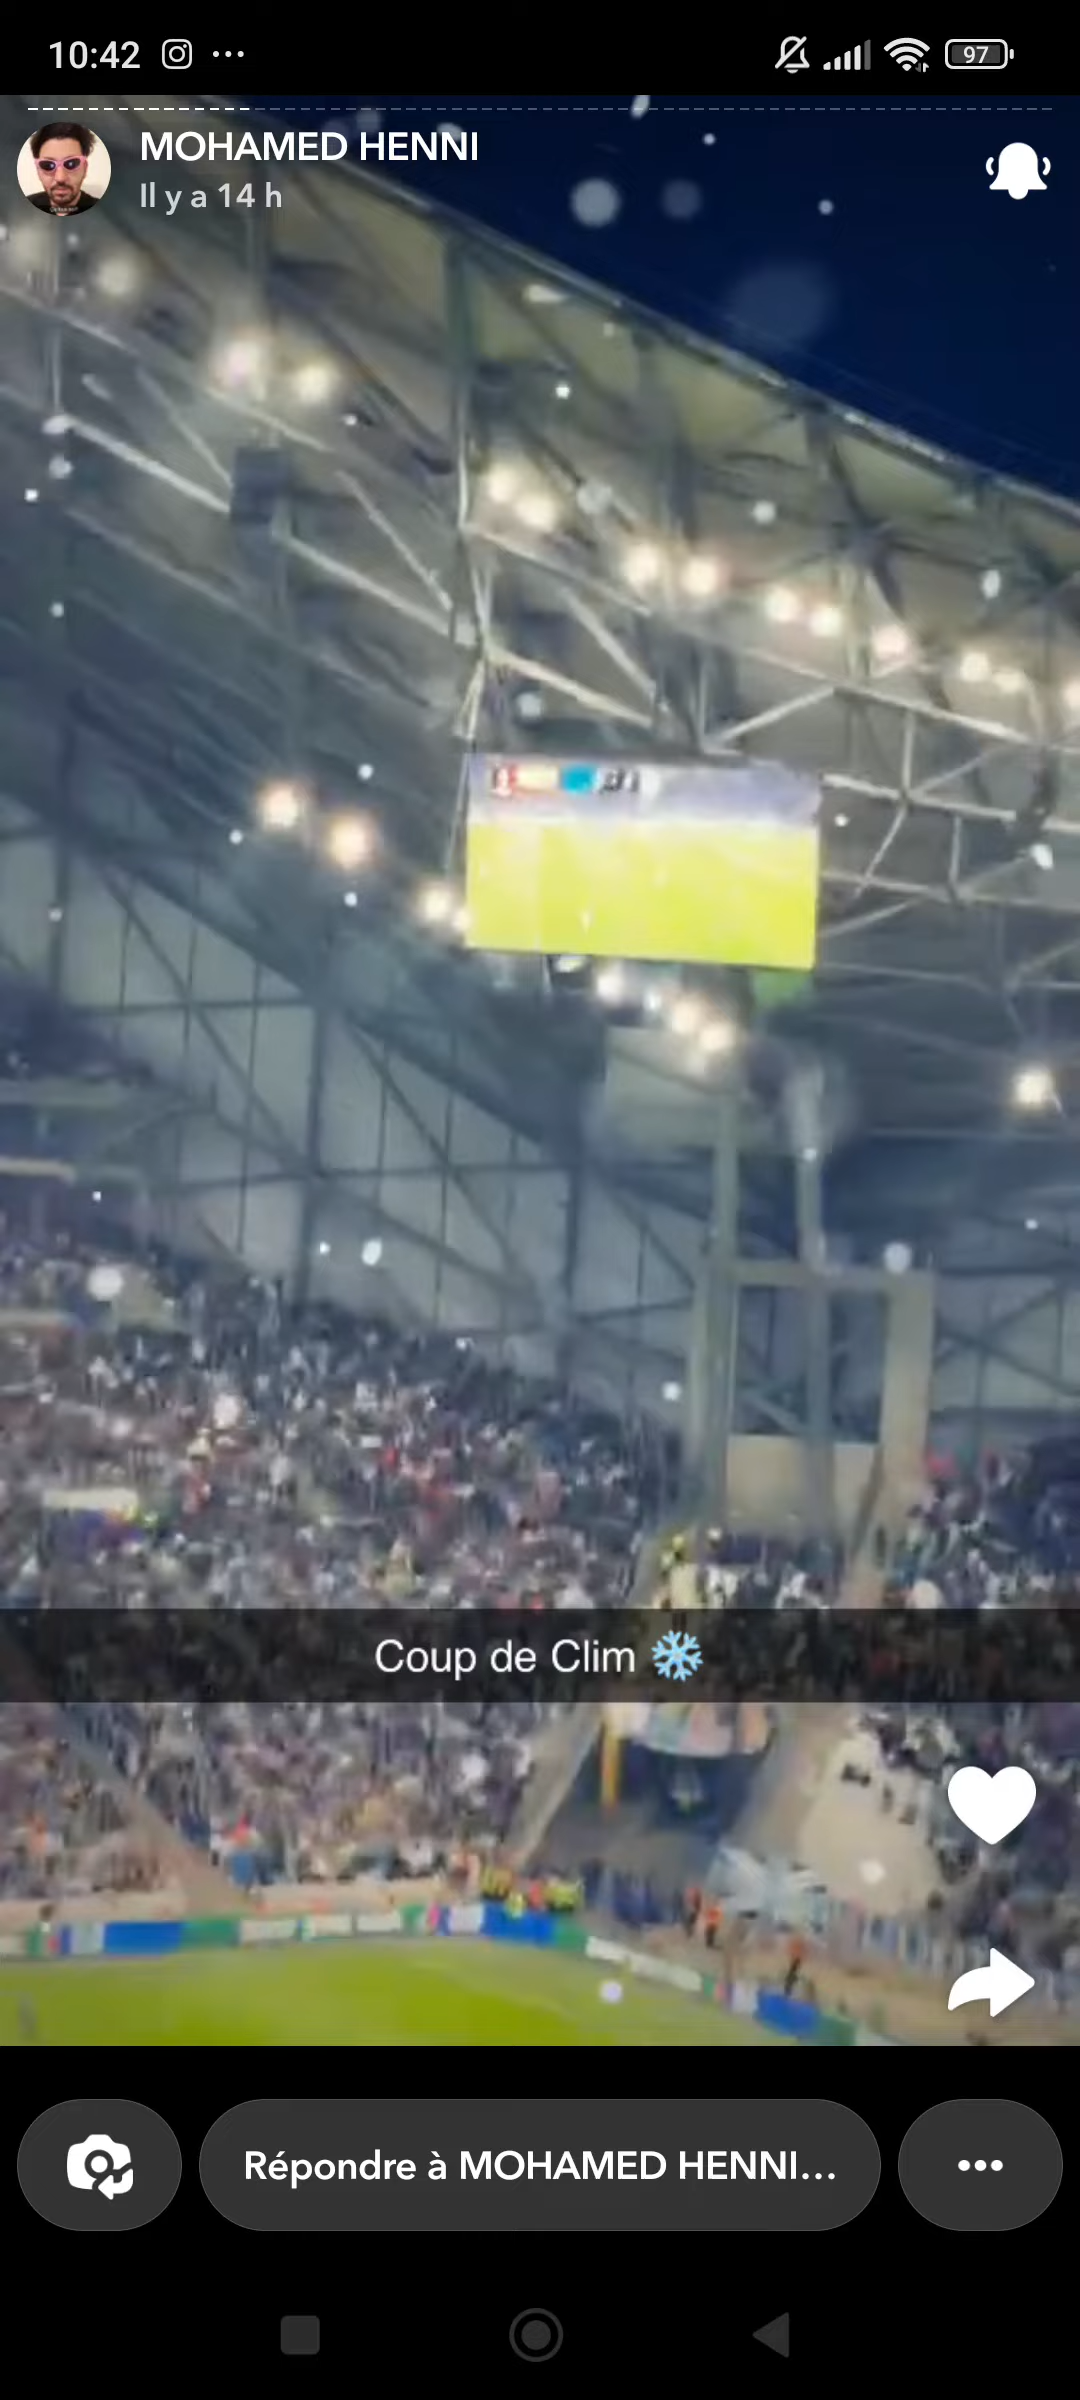 10:42
97
MOHAMED HENNI
Il y a 14 h
Coup de Clim ❄️
Répondre à MOHAMED HENNI...